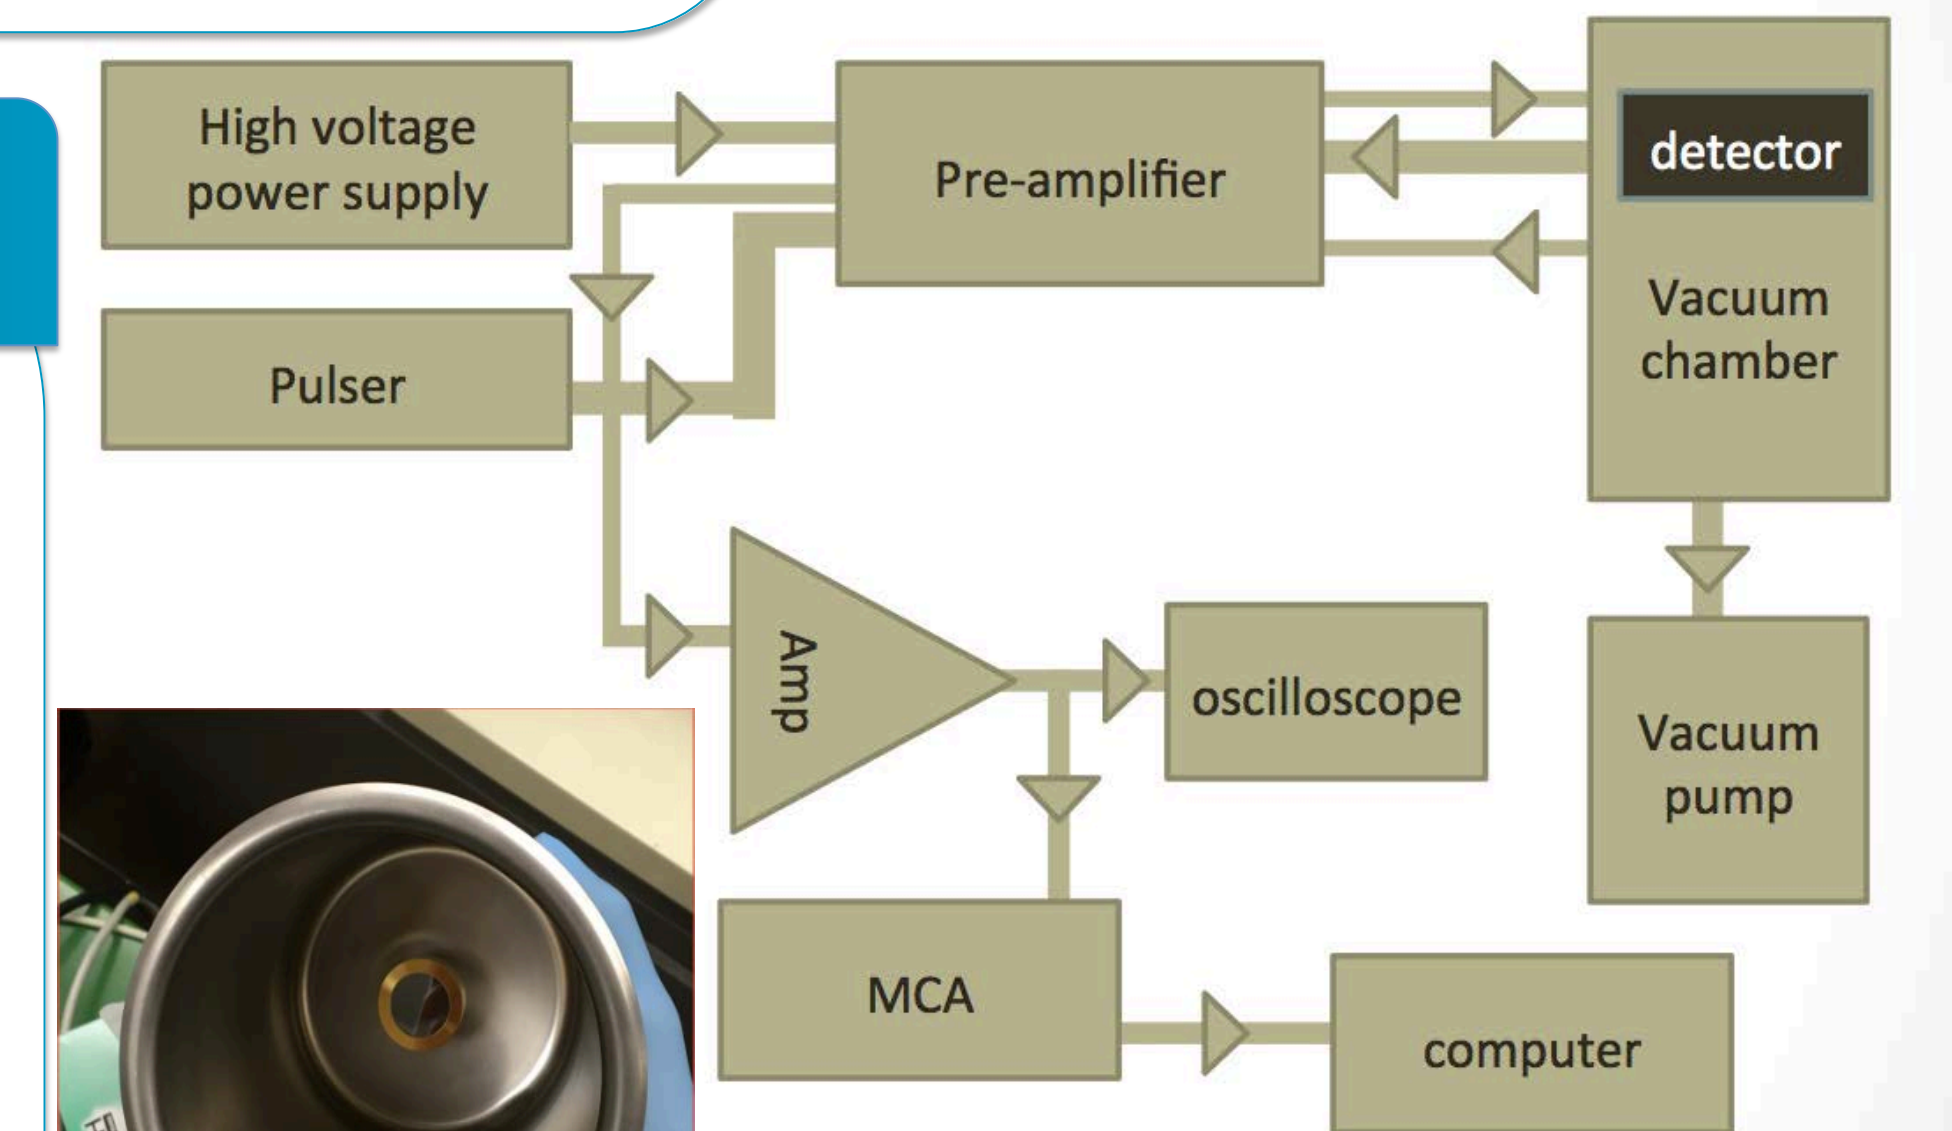 High voltage
power supply
Pre-amplifier
detector
Vacuum
chamber
Pulser
Amp
oscilloscope
Vacuum
pump
MCA
computer